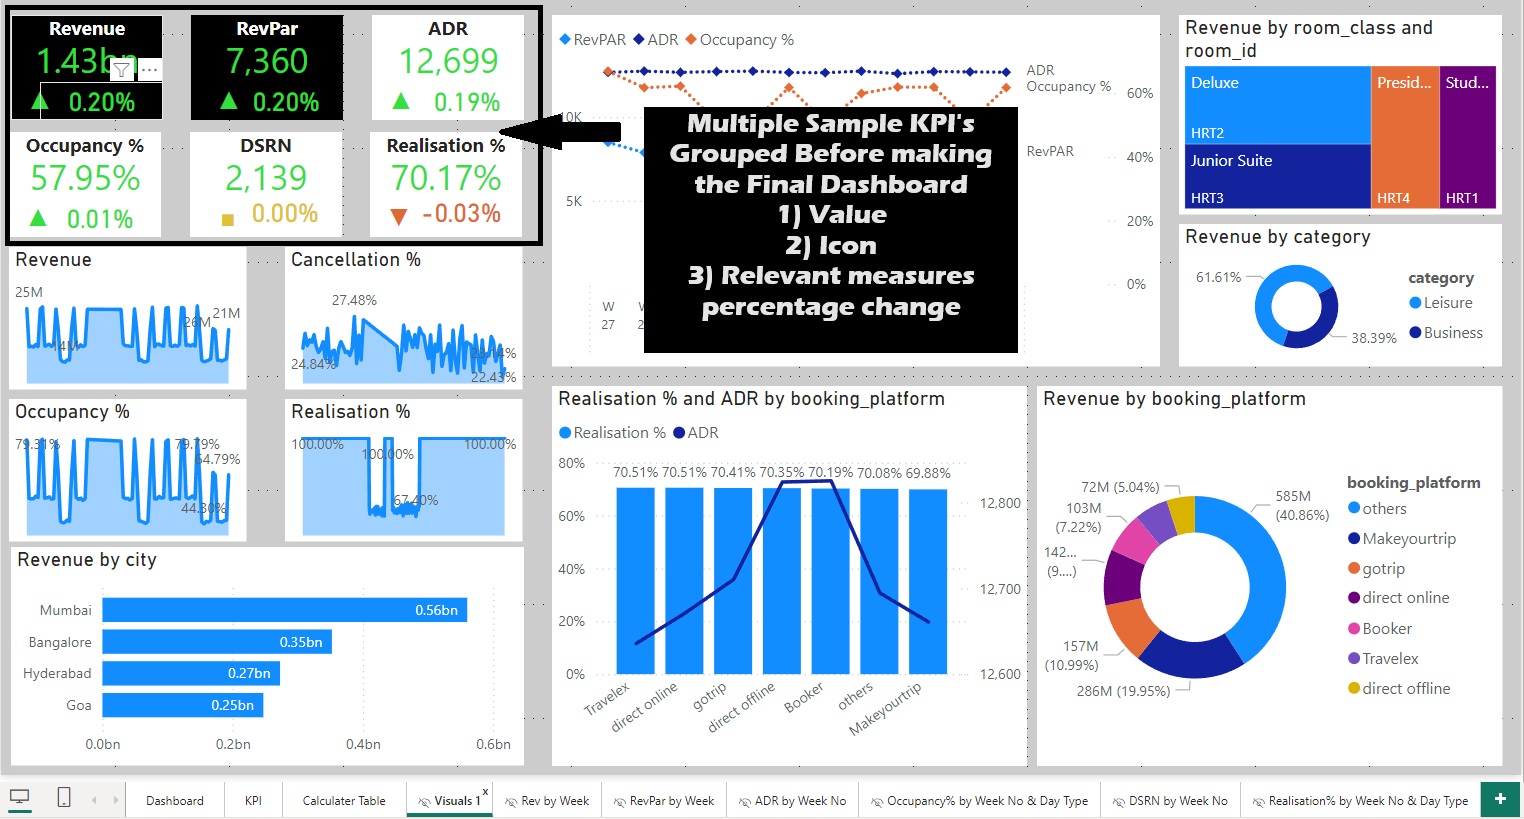 Revenue
1.43bn
0.20%
RevPar
7,360
0.20%
ADR
12,699
0.19%
Occupancy %
57.95%
0.01%
DSRN
2,139
0.00%
Realisation %
70.17%
-0.03%
RevPAR ADR Occupancy %
ADR
Occupancy %
RevPAR
10K
5K
60%
40%
20%
0%
W
27
Multiple Sample KPI's
Grouped Before making
the Final Dashboard
1) Value
2) Icon
3) Relevant measures
percentage change
Revenue by room_class and
room_id
Deluxe
HRT2
Junior Suite
HRT3
Presid...
HRT4
Stud...
HRT1
Revenue by category
61.61%
38.39%
category
Leisure
Business
Revenue
25M
14M
26M
21M
Cancellation %
27.48%
24.84%
23.14%
22.43%
Occupancy %
79.31%
79.79%
64.79%
44.30%
Realisation %
100.00%
100.00%
100.00%
67.40%
Revenue by city
Mumbai 0.56bn
Bangalore 0.35bn
Hyderabad 0.27bn
Goa 0.25bn
0.0bn 0.2bn 0.4bn 0.6bn
Realisation % and ADR by booking_platform
Realisation % ADR
80%
60%
40%
20%
0%
70.51% 70.51% 70.41% 70.35% 70.19% 70.08% 69.88%
12,800
12,700
12,600
Travelex
direct online
gotrip
direct offline
Booker
others
Makeyourtrip
Revenue by booking_platform
72M (5.04%)
103M
(7.22%)
142...
(9....)
157M
(10.99%)
286M (19.95%)
585M
(40.86%)
booking_platform
others
Makeyourtrip
gotrip
direct online
Booker
Travelex
direct offline
Dashboard KPI Calculater Table Visuals 1 x Rev by Week RevPar by Week ADR by Week No Occupancy% by Week No & Day Type DSRN by Week No Realisation% by Week No & Day Type +